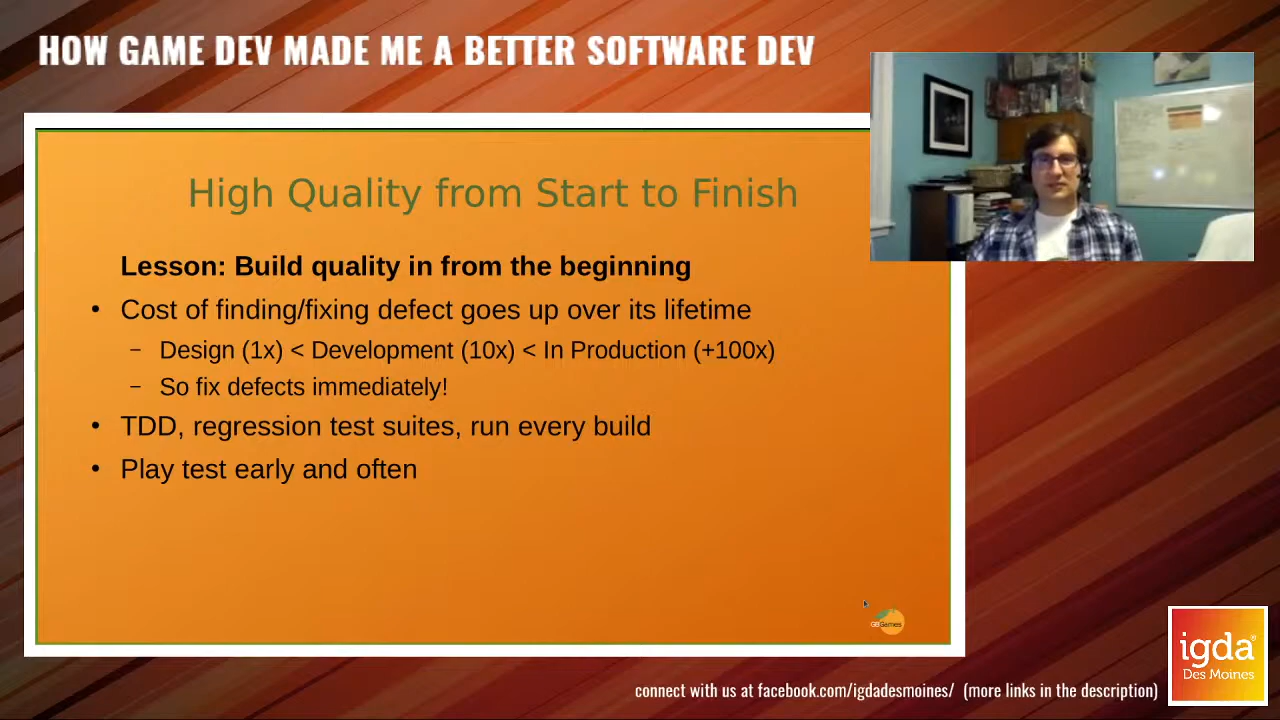 HOW GAME DEV MADE ME A BETTER SOFTWARE DEV
High Quality from Start to Finish
Lesson: Build quality in from the beginning
• Cost of finding/fixing defect goes up over its lifetime
– Design (1x) < Development (10x) < In Production (+100x)
– So fix defects immediately!
• TDD, regression test suites, run every build
• Play test early and often
GBGames
igda®
Des Moines
connect with us at facebook.com/igdadesmoines/ (more links in the description)